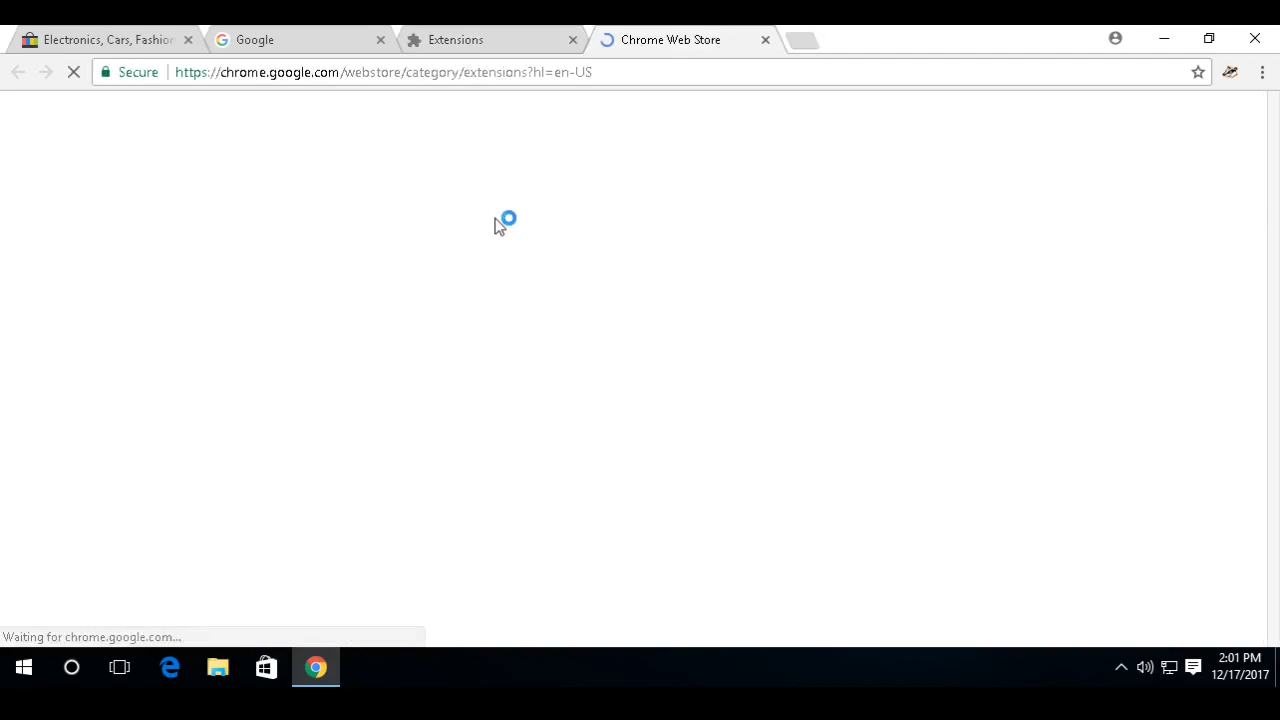 Electronics, Cars, Fashion
Google
Extensions
Chrome Web Store
Secure
https://chrome.google.com/webstore/category/extensions?hl=en-US
Waiting for chrome.google.com...
2:01 PM
12/17/2017